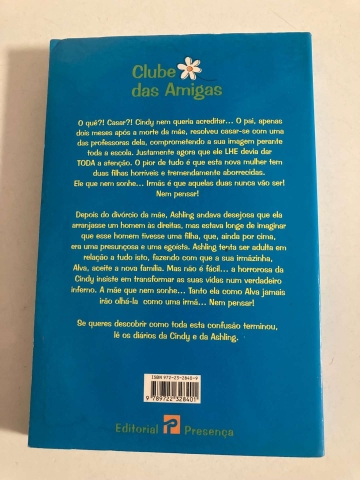 Clube
das Amigas
O quê?! Casar?! Cindy nem queria acreditar... O pai, apenas
dois meses após a morte da mãe, resolveu casar-se com uma
das professoras dela, comprometendo a sua imagem perante
toda a escola. Justamente agora que ele LHE devia dar
TODA a atenção. O pior de tudo é que esta nova mulher tem
duas filhas horríveis e tremendamente aborrecidas.
Ele que nem sonhe... Irmãs é que aquelas duas nunca vão ser!
Nem pensar!
Depois do divórcio da mãe, Ashling andava desejosa que ela
arranjasse um homem às direitas, mas estava longe de imaginar
que esse homem tivesse uma filha, que, ainda por cima,
era uma presunçosa e uma egoísta. Ashling tenta ser adulta em
relação a tudo isto, fazendo com que a sua irmãzinha,
Alva, aceite a nova família. Mas não é fácil... a horrorosa da
Cindy insiste em transformar as suas vidas num verdadeiro
inferno. A mãe que nem sonhe... Tanto ela como Alva jamais
irão olhá-la como uma irmã... Nem pensar!
Se queres descobrir como toda esta confusão terminou,
lê os diários da Cindy e da Ashling.
ISBN 972-23-2840-9
9 789722 328401
Editorial Presença